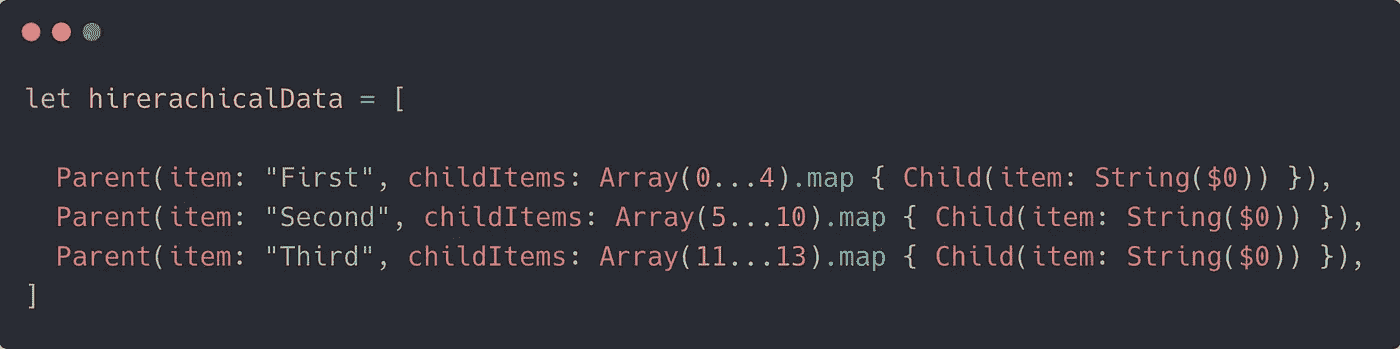 let hirerachicalData = [
Parent(item: "First", childItems: Array(0...4).map { Child(item: String($0)) }),
Parent(item: "Second", childItems: Array(5...10).map { Child(item: String($0)) }),
Parent(item: "Third", childItems: Array(11...13).map { Child(item: String($0)) }),
]